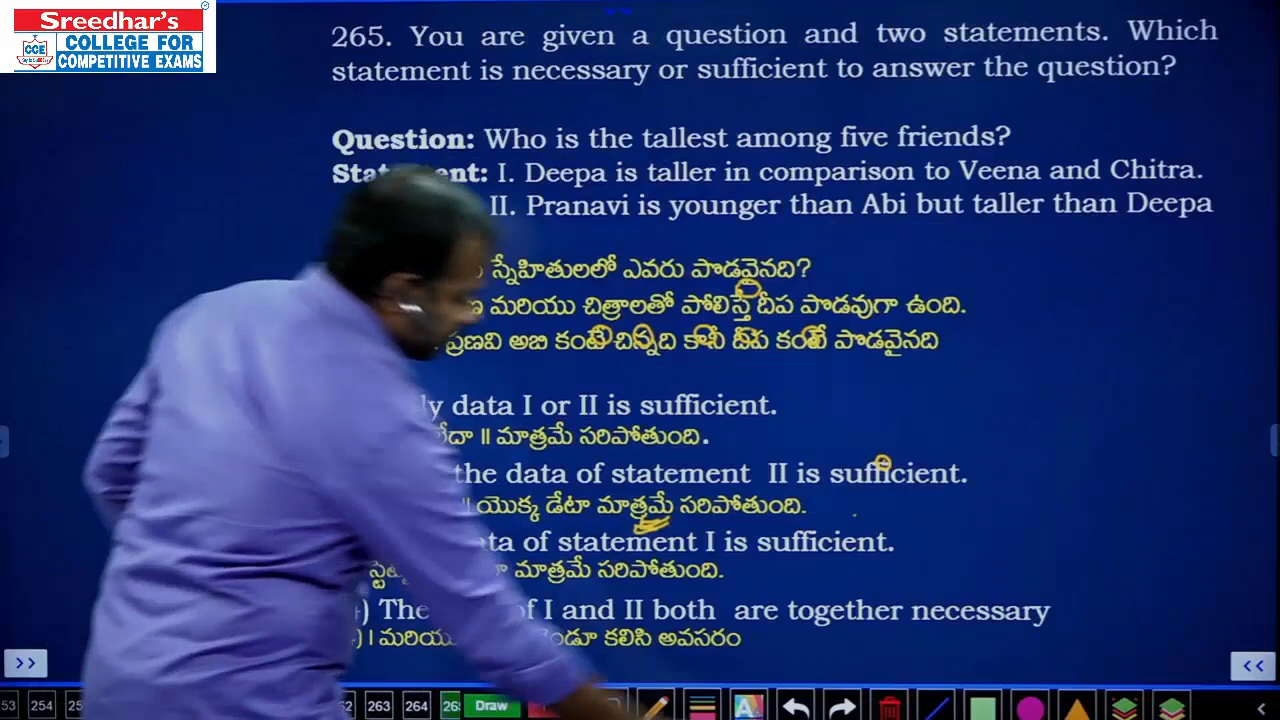 Sreedhar's
CCE
COLLEGE FOR
COMPETITIVE EXAMS
265. You are given a question and two statements. Which
statement is necessary or sufficient to answer the question?
Question: Who is the tallest among five friends?
I. Deepa is taller in comparison to Veena and Chitra.
II. Pranavi is younger than Abi but taller than Deepa
స్నేహితులలో ఎవరు పొడవైనది?
మరియు చిత్రాలతో పోలిస్తే దీప పొడవుగా ఉంది.
ప్రణవి అబి కంటే చిన్నది కానీ దీప కంటే పొడవైనది
data I or II is sufficient.
II మాత్రమే సరిపోతుంది.
the data of statement II is sufficient.
II యొక్క డేటా మాత్రమే సరిపోతుంది.
of statement I is sufficient.
మాత్రమే సరిపోతుంది.
The of I and II both are together necessary
I మరియు కలిసి అవసరం
>> <<
53 254 263 264 Draw